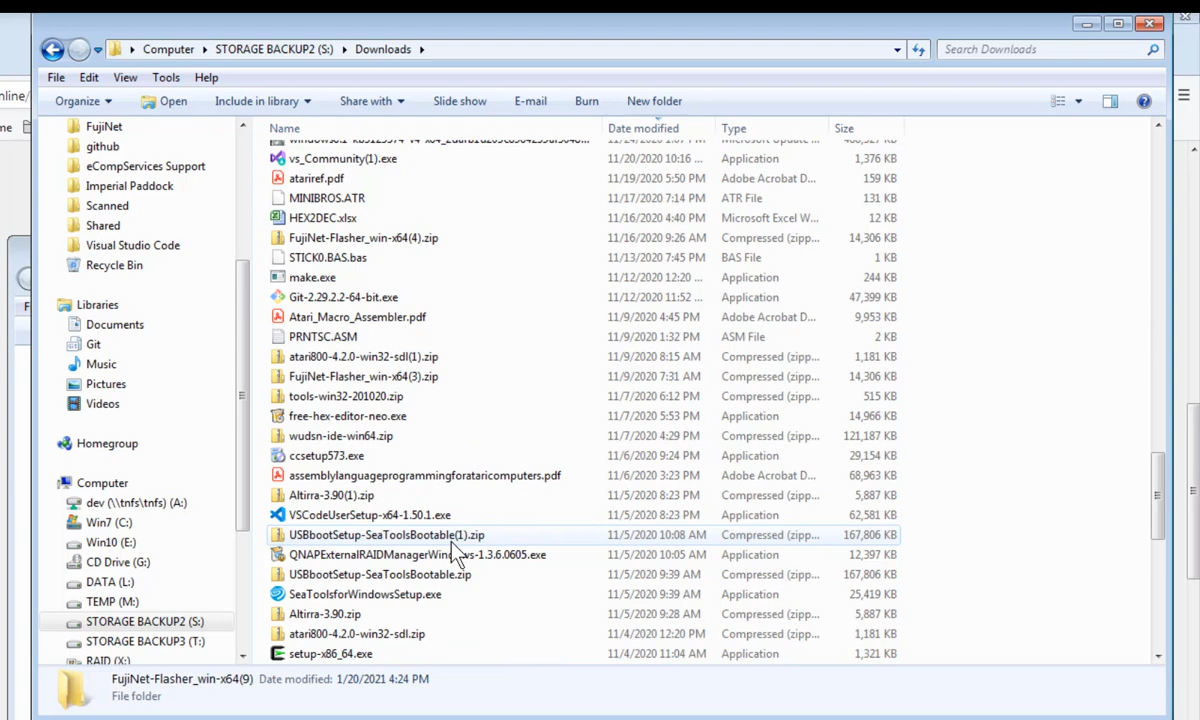 nline/
Computer STORAGE BACKUP2 (S:) Downloads
Search Downloads
File Edit View Tools Help
me
Organize Open Include in library Share with Slide show E-mail Burn New folder
FujiNet
github
eCompServices Support
Imperial Paddock
Scanned
Shared
Visual Studio Code
Recycle Bin
Libraries
Documents
Git
Music
Pictures
Videos
Homegroup
Computer
dev (\\tnfs\tnfs) (A:)
Win7 (C:)
Win10 (E:)
CD Drive (G:)
DATA (L:)
TEMP (M:)
STORAGE BACKUP2 (S:)
STORAGE BACKUP3 (T:)
RAID (X:)
Name Date modified Type Size
vs_Community(1).exe 11/20/2020 10:16 ... Application 1,376 KB
atariref.pdf 11/19/2020 5:50 PM Adobe Acrobat D... 159 KB
MINIBROS.ATR 11/17/2020 7:14 PM ATR File 131 KB
HEX2DEC.xlsx 11/16/2020 4:40 PM Microsoft Excel W... 12 KB
FujiNet-Flasher_win-x64(4).zip 11/16/2020 9:26 AM Compressed (zipp... 14,306 KB
STICK0.BAS.bas 11/13/2020 7:45 PM BAS File 1 KB
make.exe 11/12/2020 12:20 ... Application 244 KB
Git-2.29.2.2-64-bit.exe 11/12/2020 11:52 ... Application 47,399 KB
Atari_Macro_Assembler.pdf 11/9/2020 4:45 PM Adobe Acrobat D... 9,953 KB
PRNTSC.ASM 11/9/2020 1:32 PM ASM File 2 KB
atari800-4.2.0-win32-sdl(1).zip 11/9/2020 8:15 AM Compressed (zipp... 1,181 KB
FujiNet-Flasher_win-x64(3).zip 11/9/2020 7:31 AM Compressed (zipp... 14,306 KB
tools-win32-201020.zip 11/7/2020 6:12 PM Compressed (zipp... 515 KB
free-hex-editor-neo.exe 11/7/2020 5:53 PM Application 14,966 KB
wudsn-ide-win64.zip 11/7/2020 4:29 PM Compressed (zipp... 121,187 KB
ccsetup573.exe 11/6/2020 9:24 PM Application 29,154 KB
assemblylanguageprogrammingforataricomputers.pdf 11/6/2020 3:23 PM Adobe Acrobat D... 68,963 KB
Altirra-3.90(1).zip 11/5/2020 8:23 PM Compressed (zipp... 5,887 KB
VSCodeUserSetup-x64-1.50.1.exe 11/5/2020 8:23 PM Application 62,581 KB
USBbootSetup-SeaToolsBootable(1).zip 11/5/2020 10:08 AM Compressed (zipp... 167,806 KB
QNAPExternalRAIDManagerWindows-1.3.6.0605.exe 11/5/2020 10:05 AM Application 12,397 KB
USBbootSetup-SeaToolsBootable.zip 11/5/2020 9:39 AM Compressed (zipp... 167,806 KB
SeaToolsforWindowsSetup.exe 11/5/2020 9:39 AM Application 25,419 KB
Altirra-3.90.zip 11/5/2020 9:28 AM Compressed (zipp... 5,887 KB
atari800-4.2.0-win32-sdl.zip 11/4/2020 12:20 PM Compressed (zipp... 1,181 KB
setup-x86_64.exe 11/4/2020 11:04 AM Application 1,321 KB
FujiNet-Flasher_win-x64(9) Date modified: 1/20/2021 4:24 PM
File folder